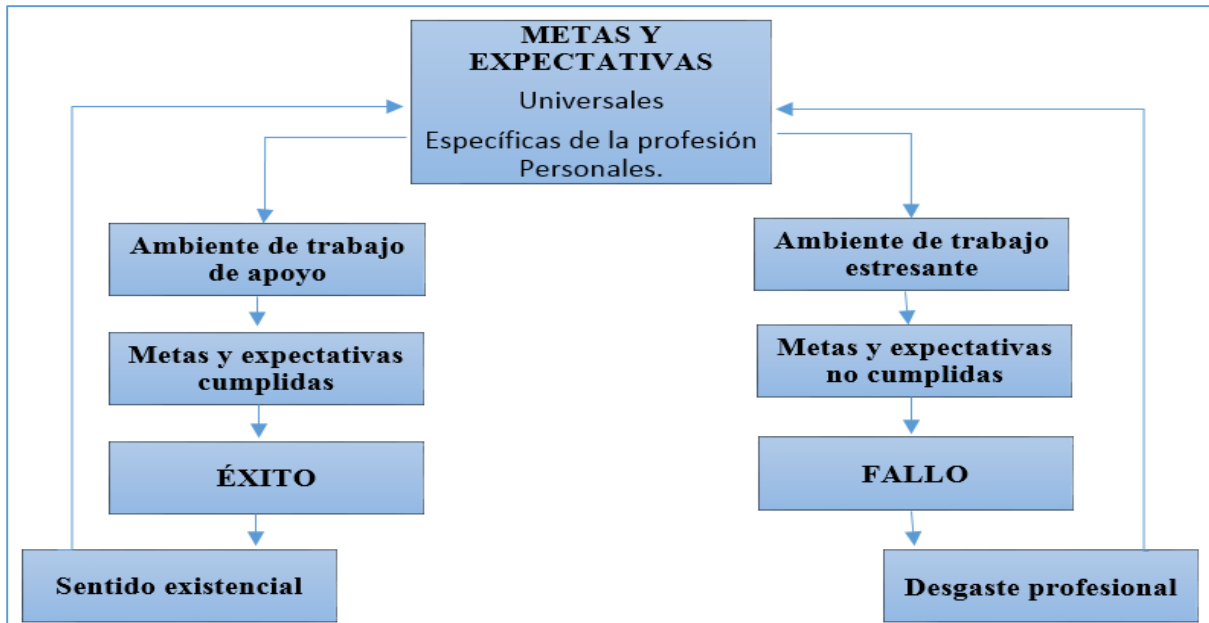 METAS Y
EXPECTATIVAS
Universales
Específicas de la profesión
Personales.
Ambiente de trabajo
de apoyo
Metas y expectativas
cumplidas
ÉXITO
Sentido existencial
Ambiente de trabajo
estresante
Metas y expectativas
no cumplidas
FALLO
Desgaste profesional